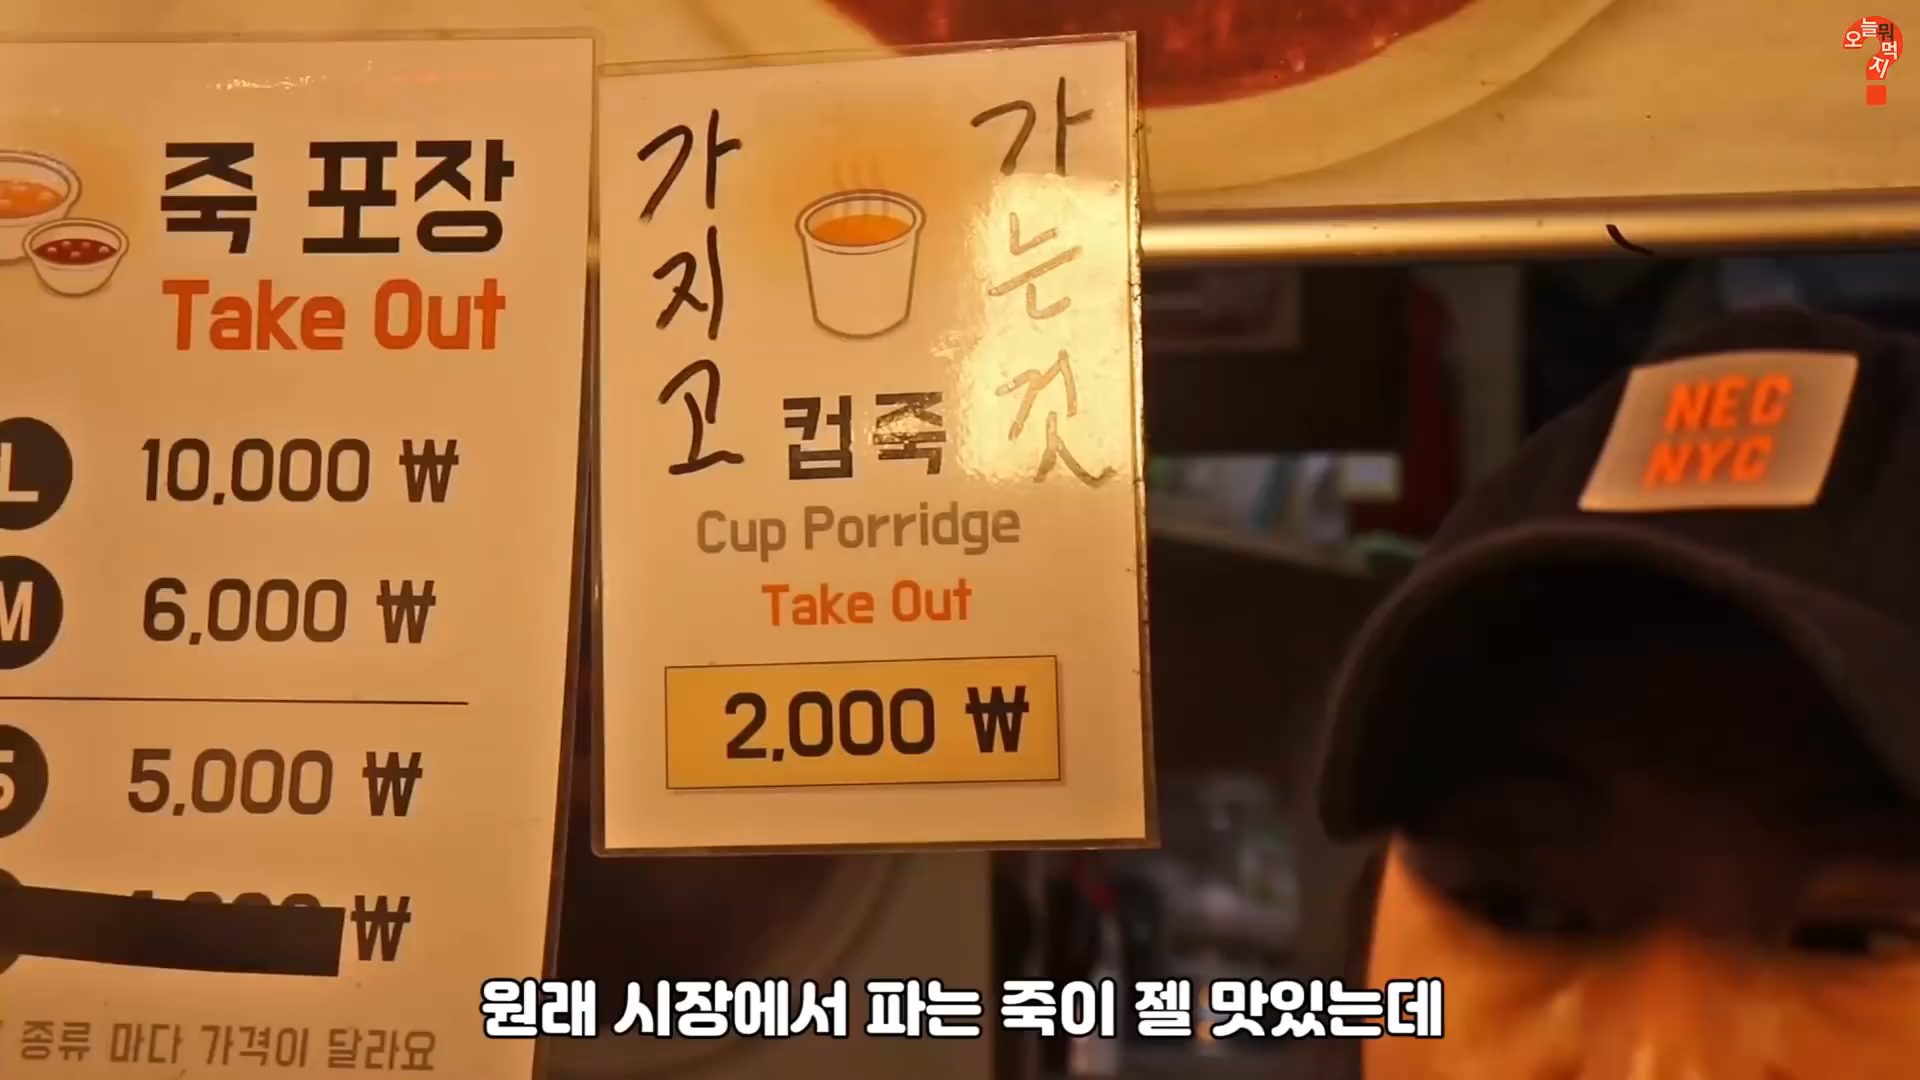 죽 포장
Take Out
L 10,000 ₩
M 6,000 ₩
5,000 ₩
₩
종류 마다 가격이 달라요
가지고
가는것
컵죽
Cup Porridge
Take Out
2,000 ₩
NEC
NYC
오늘 뭐 먹지
원래 시장에서 파는 죽이 젤 맛있는데